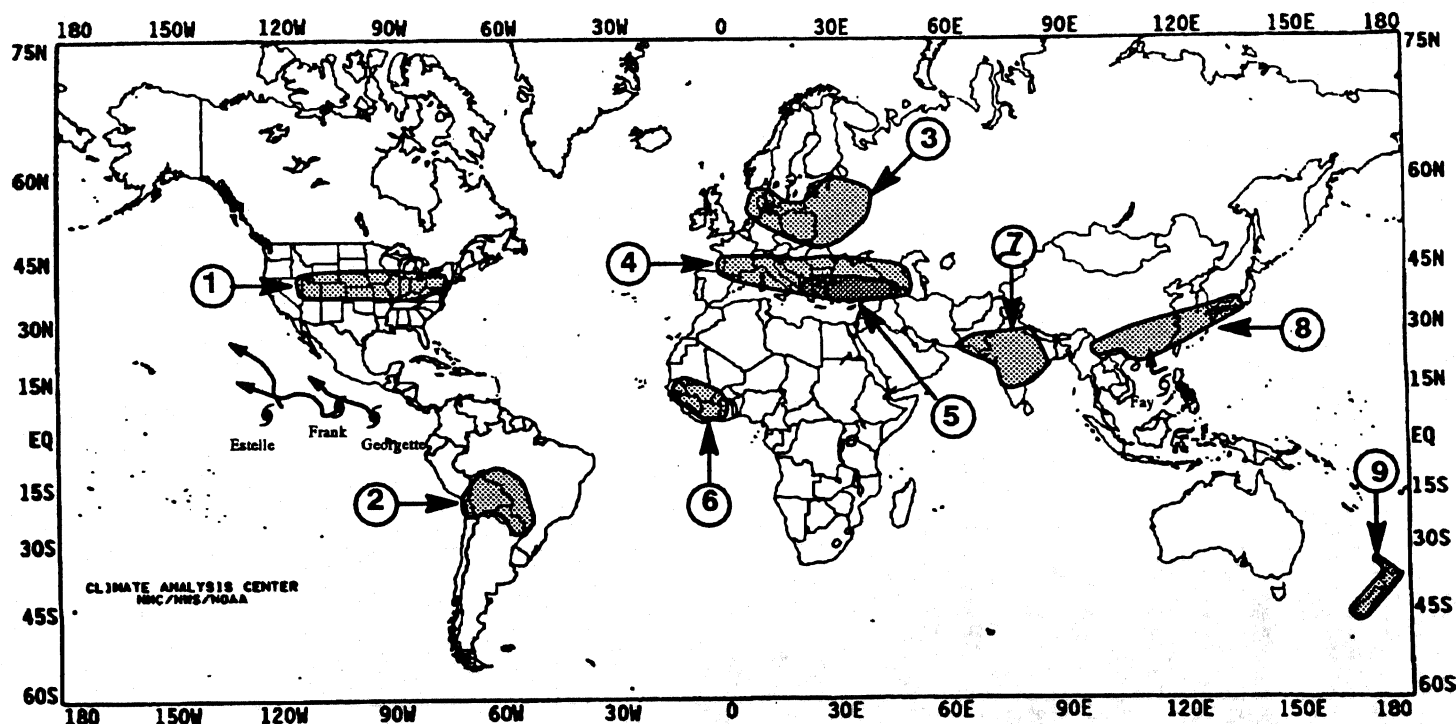 180 150W 120W 90W 60W 30W 0 30E 60E 90E 120E 150E 180
75N 75N
3
60N 60N
7
4
45N 45N
1
30N 30N
8
15N 15N
Fay
5
Estelle Frank Georgette
EQ EQ
9
15S 15S
2 6
30S 30S
CLIMATE ANALYSIS CENTER
NMC/NWS/NOAA
45S 45S
60S 60S
180 150W 120W 90W 60W 30W 0 30E 60E 90E 120E 150E 180